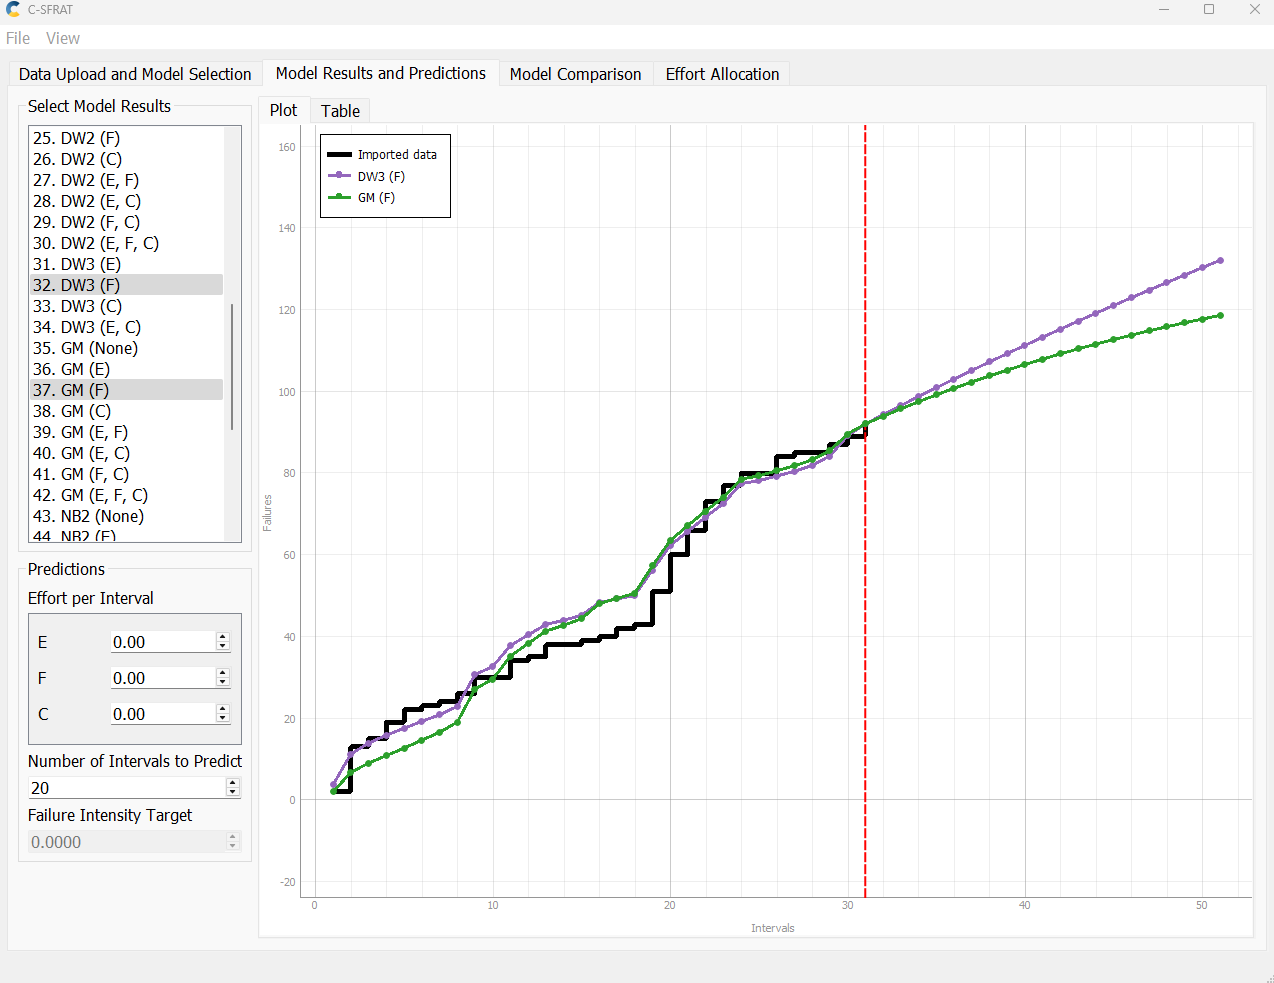 C-SFRAT
File View
Data Upload and Model Selection
Model Results and Predictions
Model Comparison
Effort Allocation
Select Model Results
25. DW2 (F)
26. DW2 (C)
27. DW2 (E, F)
28. DW2 (E, C)
29. DW2 (F, C)
30. DW2 (E, F, C)
31. DW3 (E)
32. DW3 (F)
33. DW3 (C)
34. DW3 (E, C)
35. GM (None)
36. GM (E)
37. GM (F)
38. GM (C)
39. GM (E, F)
40. GM (E, C)
41. GM (F, C)
42. GM (E, F, C)
43. NB2 (None)
44. NB2 (E)
Predictions
Effort per Interval
E 0.00
F 0.00
C 0.00
Number of Intervals to Predict
20
Failure Intensity Target
0.0000
Plot Table
Imported data
DW3 (F)
GM (F)
160
140
120
100
80
60
40
20
0
-20
Failures
0 10 20 30 40 50
Intervals